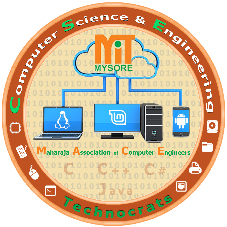 Computer Science & Engineering
MiT
MYSORE
Maharaja Association of Computer Engineers
C C++ C#
Java
Technocrats